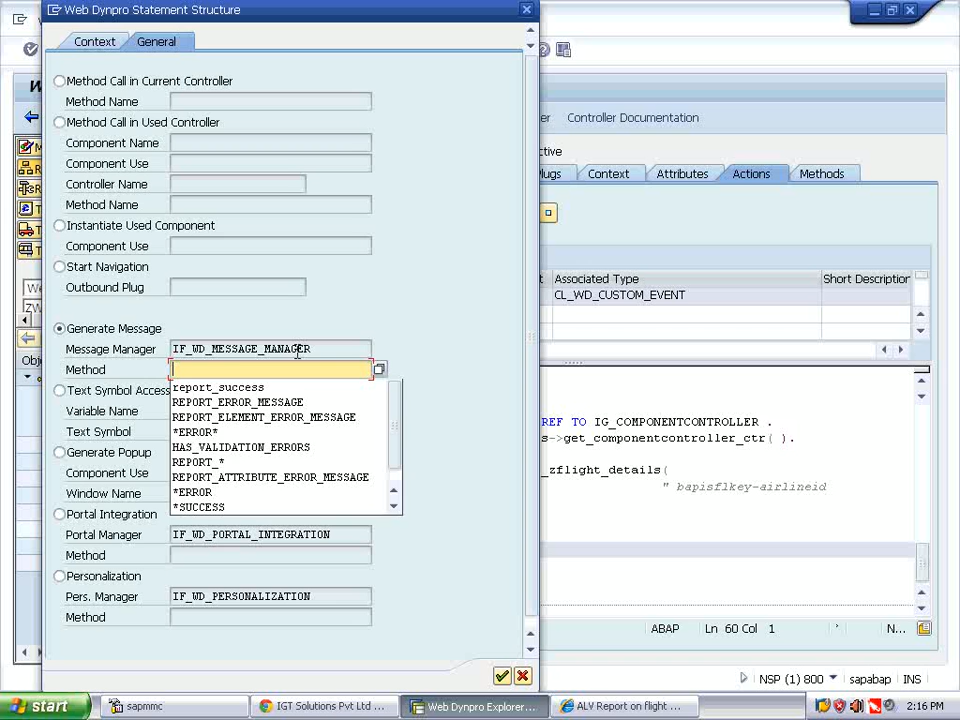 Web Dynpro Statement Structure
Context
General
Method Call in Current Controller
Method Name
Method Call in Used Controller
Component Name
Component Use
Controller Name
Method Name
Instantiate Used Component
Component Use
Start Navigation
Outbound Plug
Generate Message
Message Manager IF_WD_MESSAGE_MANAGER
Method
report_success
REPORT_ERROR_MESSAGE
REPORT_ELEMENT_ERROR_MESSAGE
*ERROR*
HAS_VALIDATION_ERRORS
REPORT_*
REPORT_ATTRIBUTE_ERROR_MESSAGE
*ERROR
*SUCCESS
Text Symbol Access
Variable Name
Text Symbol
Generate Popup
Component Use
Window Name
Portal Integration
Portal Manager IF_WD_PORTAL_INTEGRATION
Method
Personalization
Pers. Manager IF_WD_PERSONALIZATION
Method
Controller Documentation
Context
Attributes
Actions
Methods
Associated Type
Short Description
CL_WD_CUSTOM_EVENT
REF TO IG_COMPONENTCONTROLLER .
s->get_componentcontroller_ctr( ).
_zflight_details(
" bapisflkey-airlineid
ABAP
Ln 60 Col 1
N...
NSP (1) 800
sapabap
INS
start
sapmmc
IGT Solutions Pvt Ltd ...
Web Dynpro Explorer...
ALV Report on flight ...
2:16 PM